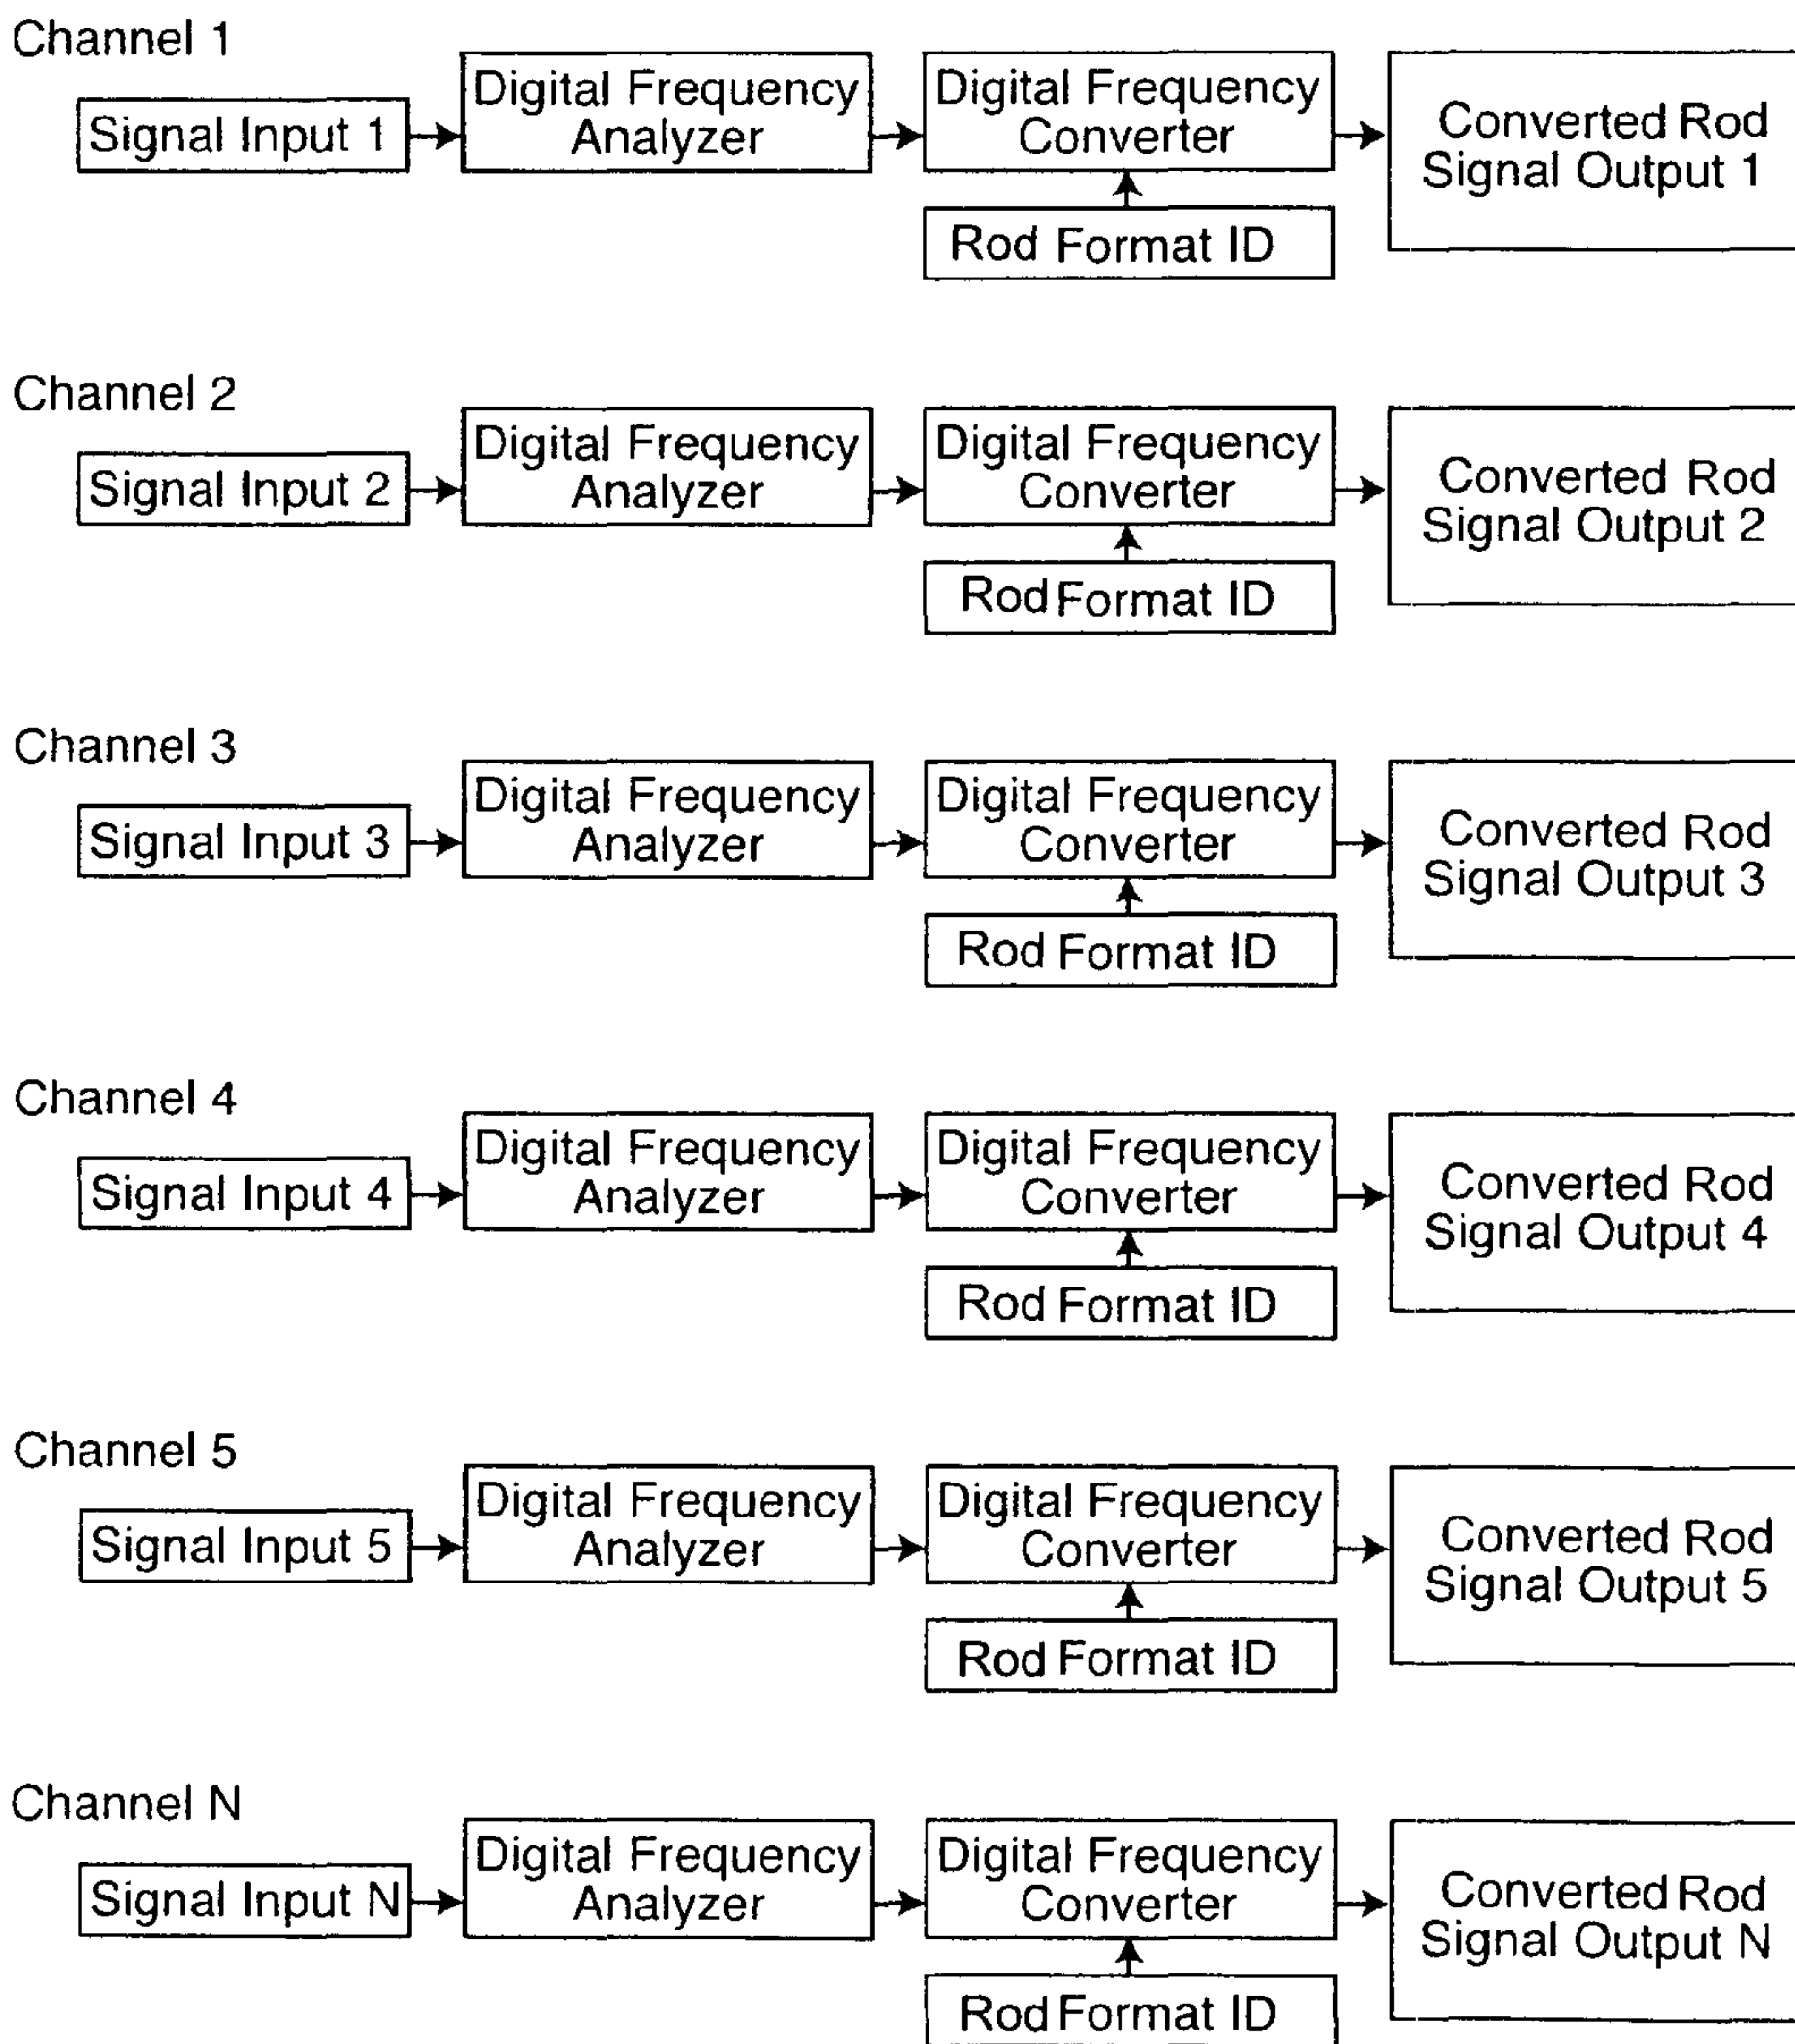 Channel 1
Signal Input 1
Digital Frequency
Analyzer
Digital Frequency
Converter
Rod Format ID
Converted Rod
Signal Output 1
Channel 2
Signal Input 2
Digital Frequency
Analyzer
Digital Frequency
Converter
Rod Format ID
Converted Rod
Signal Output 2
Channel 3
Signal Input 3
Digital Frequency
Analyzer
Digital Frequency
Converter
Rod Format ID
Converted Rod
Signal Output 3
Channel 4
Signal Input 4
Digital Frequency
Analyzer
Digital Frequency
Converter
Rod Format ID
Converted Rod
Signal Output 4
Channel 5
Signal Input 5
Digital Frequency
Analyzer
Digital Frequency
Converter
Rod Format ID
Converted Rod
Signal Output 5
Channel N
Signal Input N
Digital Frequency
Analyzer
Digital Frequency
Converter
Rod Format ID
Converted Rod
Signal Output N